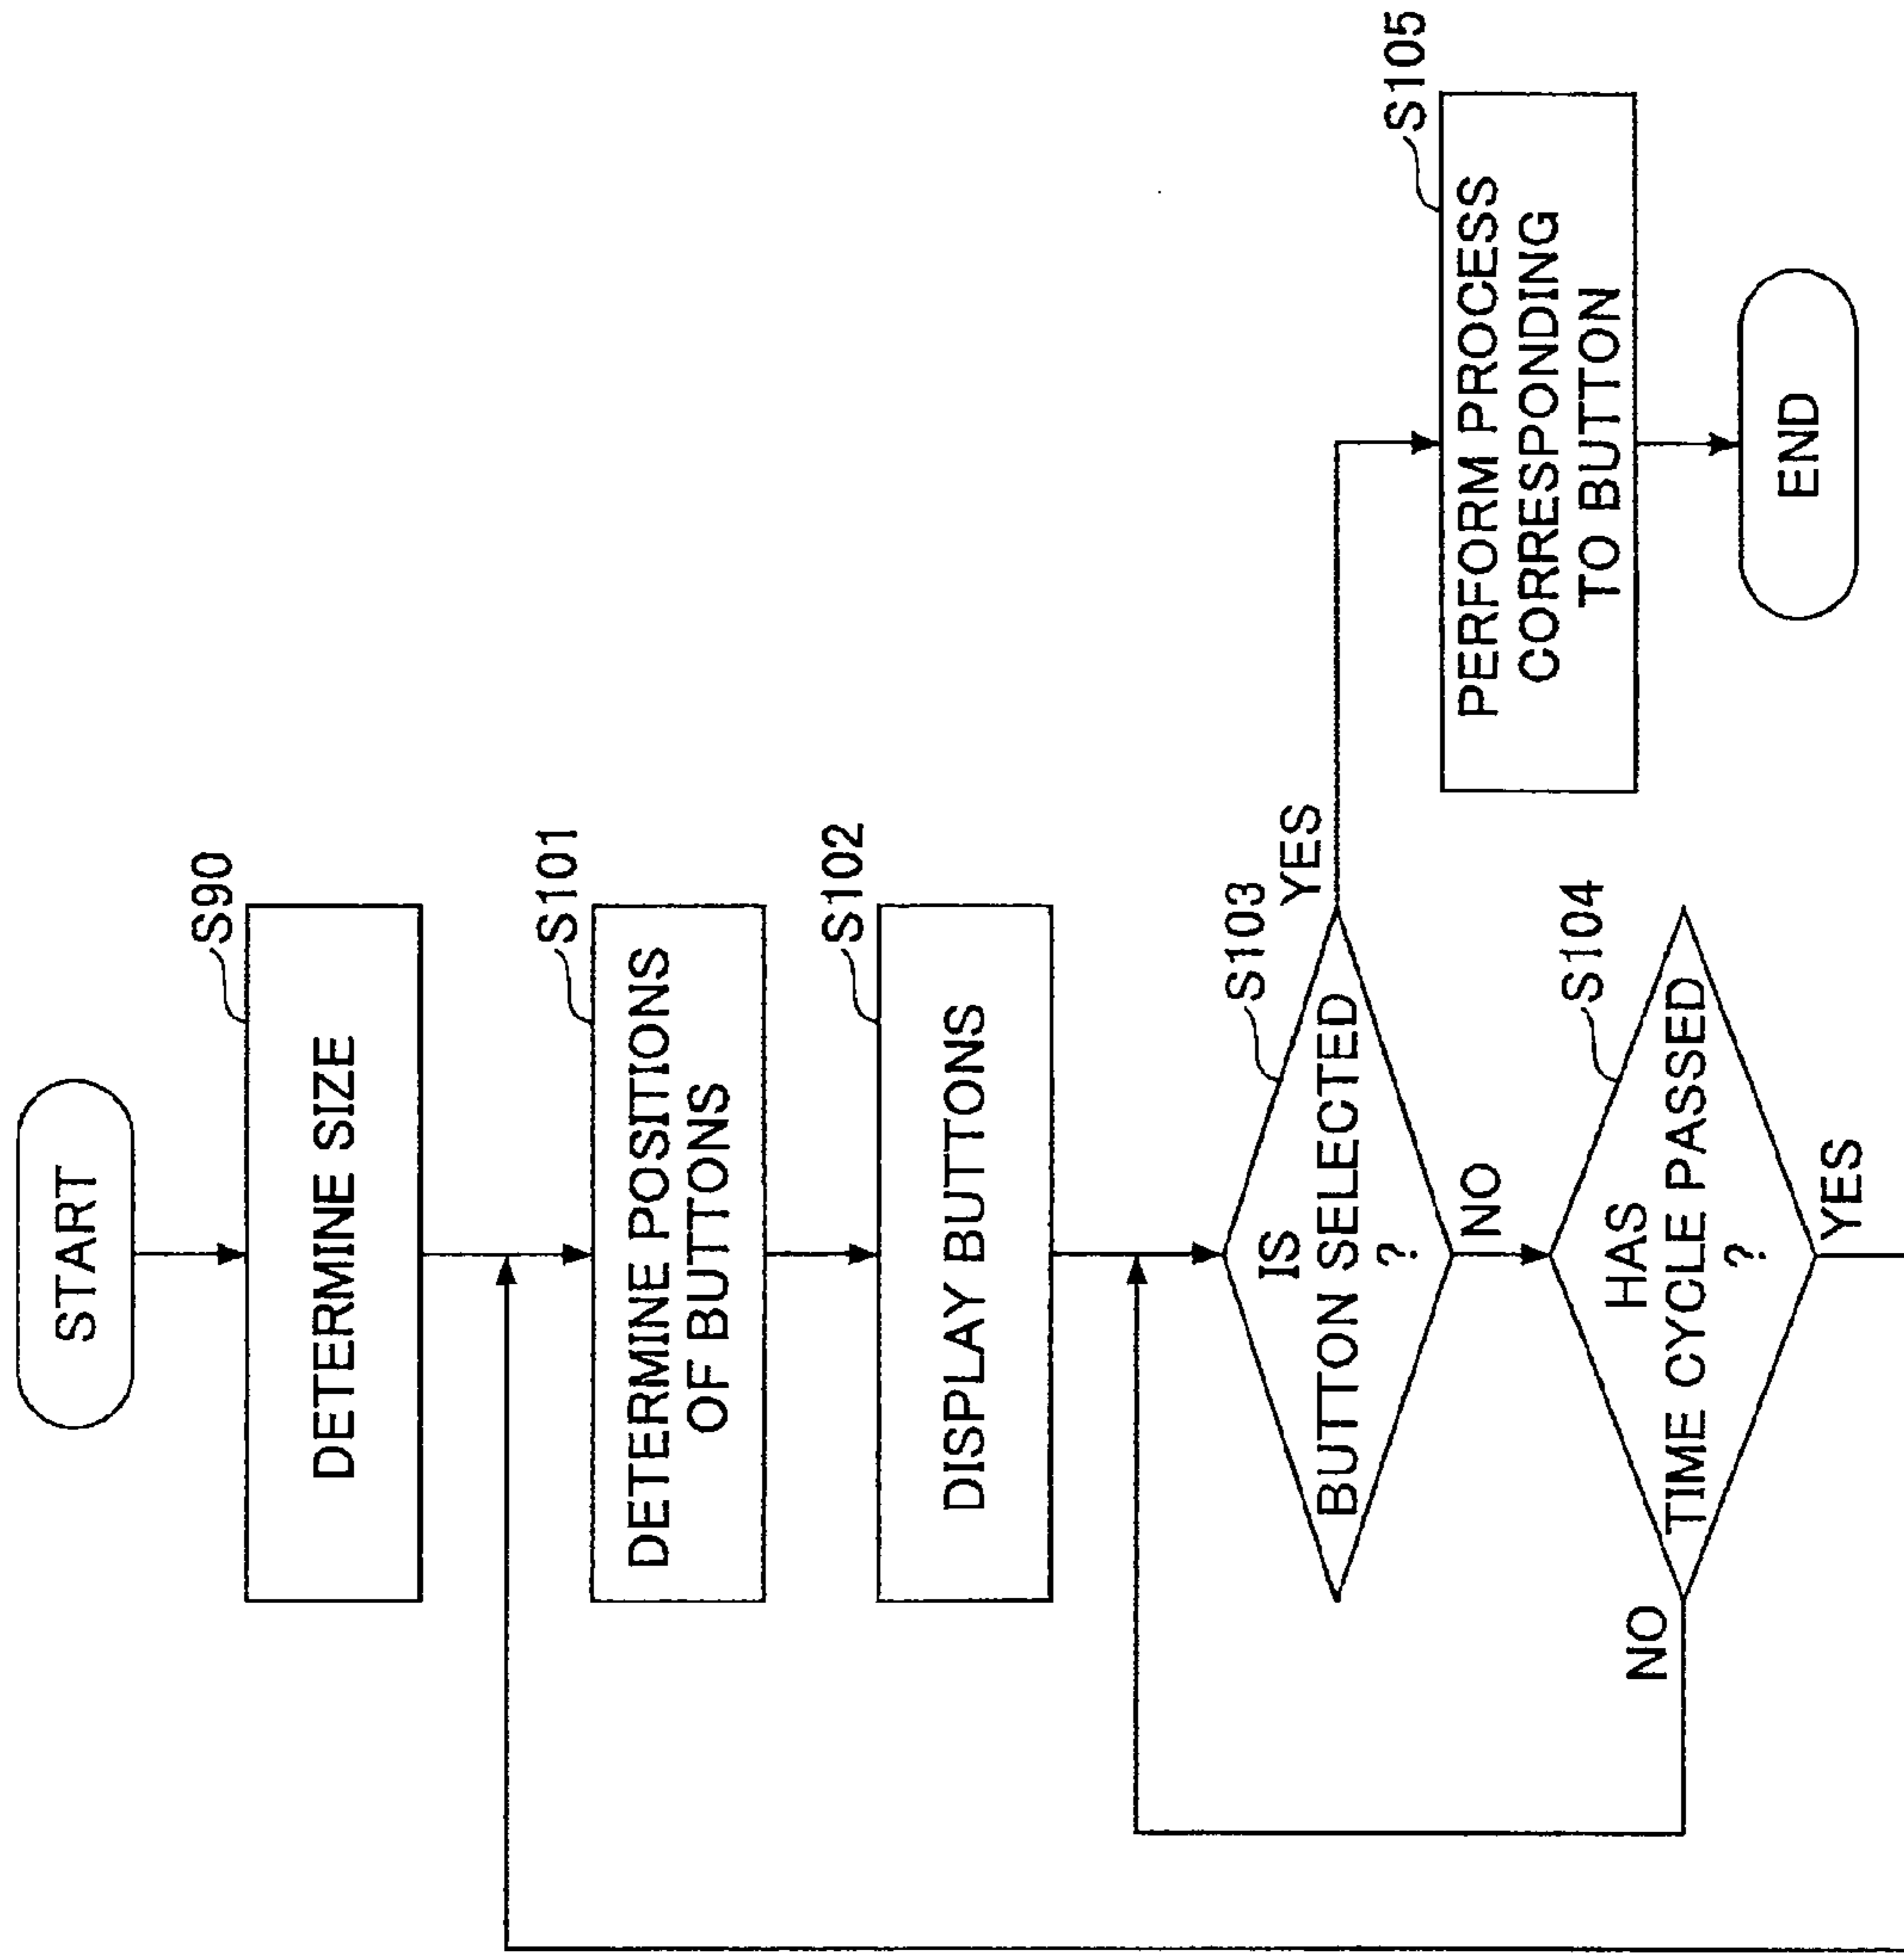 START
S90
DETERMINE SIZE
S101
DETERMINE POSITIONS
OF BUTTONS
S102
DISPLAY BUTTONS
S103
IS
BUTTON SELECTED
?
YES
NO
S104
HAS
TIME CYCLE PASSED
?
NO
YES
S105
PERFORM PROCESS
CORRESPONDING
TO BUTTON
END